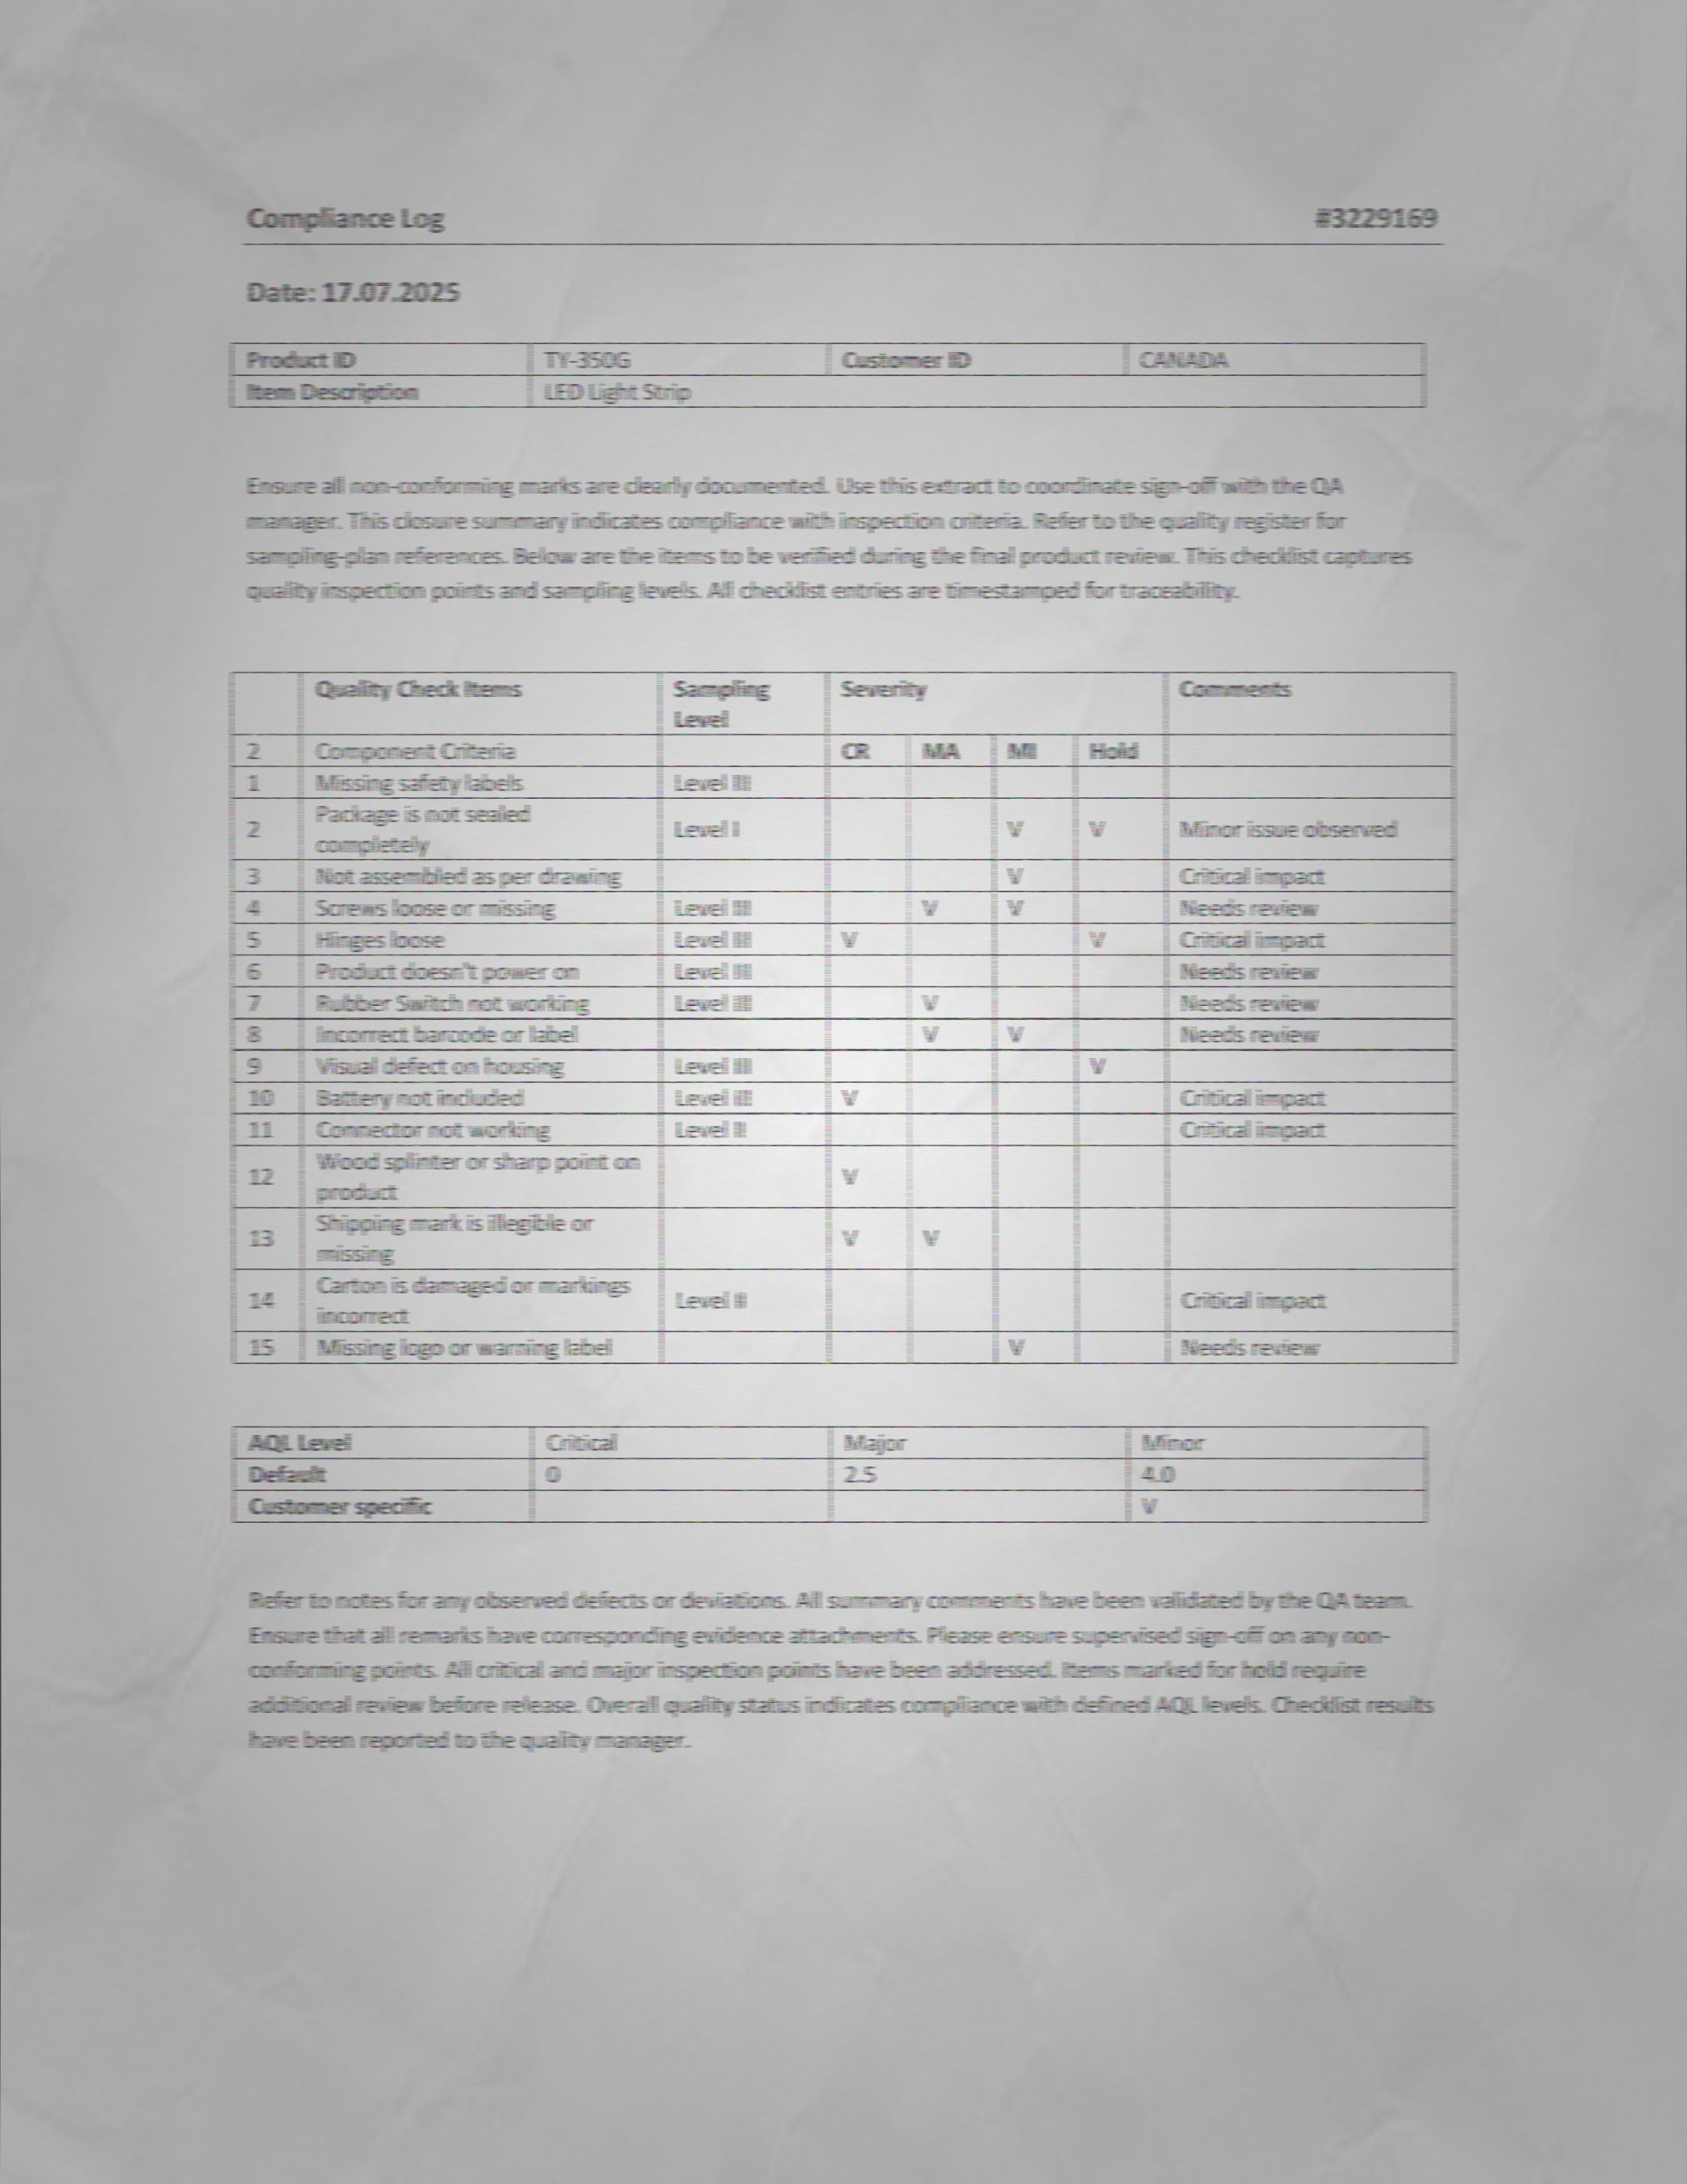 Compliance Log #3229169
Date: 17.07.2025
Product ID TY-350G Customer ID CANADA
Item Description LED Light Strip
Ensure all non-conforming marks are clearly documented. Use this extract to coordinate sign-off with the QA
manager. This closure summary indicates compliance with inspection criteria. Refer to the quality register for
sampling-plan references. Below are the items to be verified during the final product review. This checklist captures
quality inspection points and sampling levels. All checklist entries are timestamped for traceability.
Quality Check Items Sampling Level Severity Comments
2 Component Criteria CR MA MI Hold
1 Missing safety labels Level III
2 Package is not sealed completely Level I V V Minor issue observed
3 Not assembled as per drawing V Critical impact
4 Screws loose or missing Level III V V Needs review
5 Hinges loose Level III V V Critical impact
6 Product doesn't power on Level III Needs review
7 Rubber Switch not working Level III V Needs review
8 Incorrect barcode or label V V Needs review
9 Visual defect on housing Level III V
10 Battery not included Level III V Critical impact
11 Connector not working Level II Critical impact
12 Wood splinter or sharp point on product V
13 Shipping mark is illegible or missing V V
14 Carton is damaged or markings incorrect Level II Critical impact
15 Missing logo or warning label V Needs review
AQL Level Critical Major Minor
Default 0 2.5 4.0
Customer specific V
Refer to notes for any observed defects or deviations. All summary comments have been validated by the QA team.
Ensure that all remarks have corresponding evidence attachments. Please ensure supervised sign-off on any non-
conforming points. All critical and major inspection points have been addressed. Items marked for hold require
additional review before release. Overall quality status indicates compliance with defined AQL levels. Checklist results
have been reported to the quality manager.